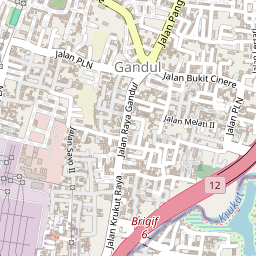 Jalan Pang
Jalan PLN
Gandul
Jalan Bukit Cinere
Jalan Raya Gandul
Jalan Melati II
Jalan PLN
Jalan Savo II
12
Jalan Krukut Raya
Krukut
Brigif
6